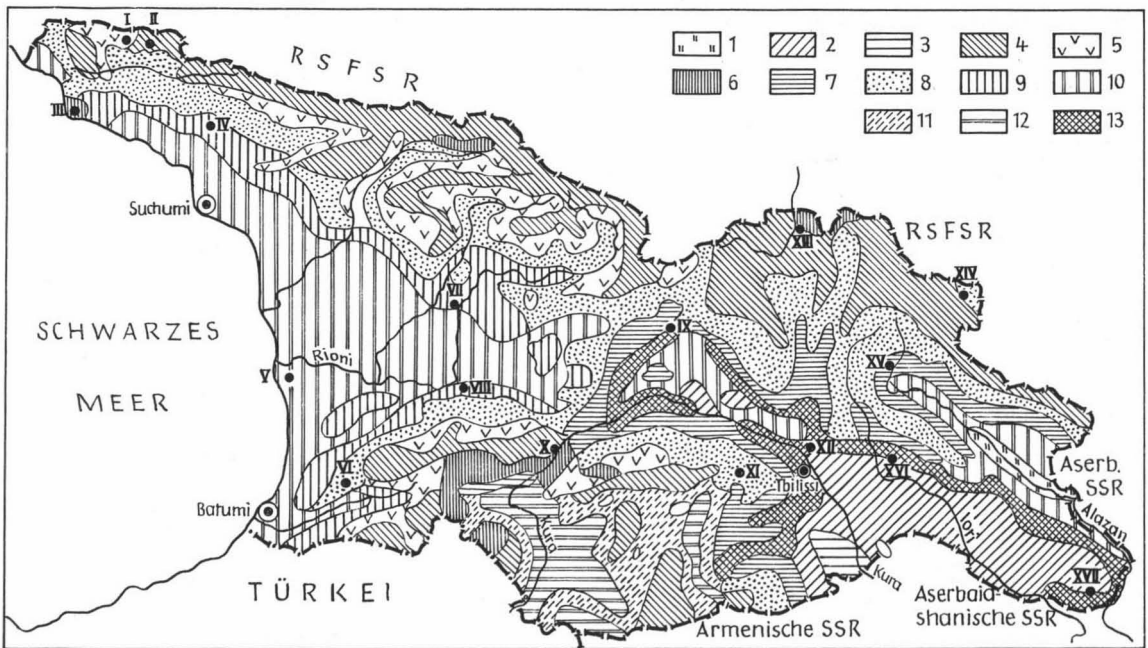 I II
RSFSR
1 2 3 4 5
6 7 8 9 10
11 12 13
III
IV
Suchumi
XIII
RSFSR
XIV
VII
IX
SCHWARZES
MEER
Rioni
V
VIII
XV
X
XII
XVI
VI
XI
Tbilissi
Aserb.
SSR
Batumi
Kura
Jori
Alazan
TÜRKEI
Kura
XVII
Armenische SSR
Aserbaid-
shanische SSR